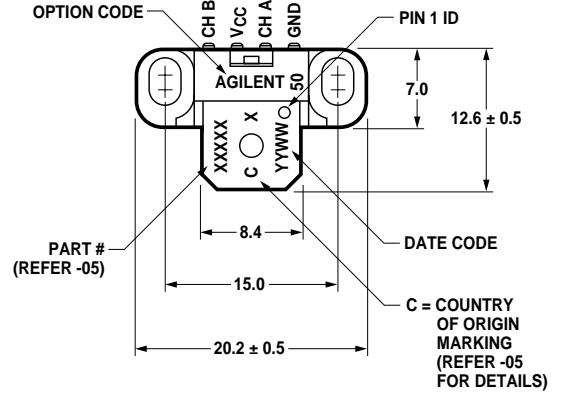 OPTION CODE
CH B
VCC
CH A
GND
PIN 1 ID
AGILENT
50
7.0
12.6 ± 0.5
XXXXX
X
C
YYWW
8.4
PART #
(REFER -05)
DATE CODE
15.0
C = COUNTRY
OF ORIGIN
MARKING
(REFER -05
FOR DETAILS)
20.2 ± 0.5